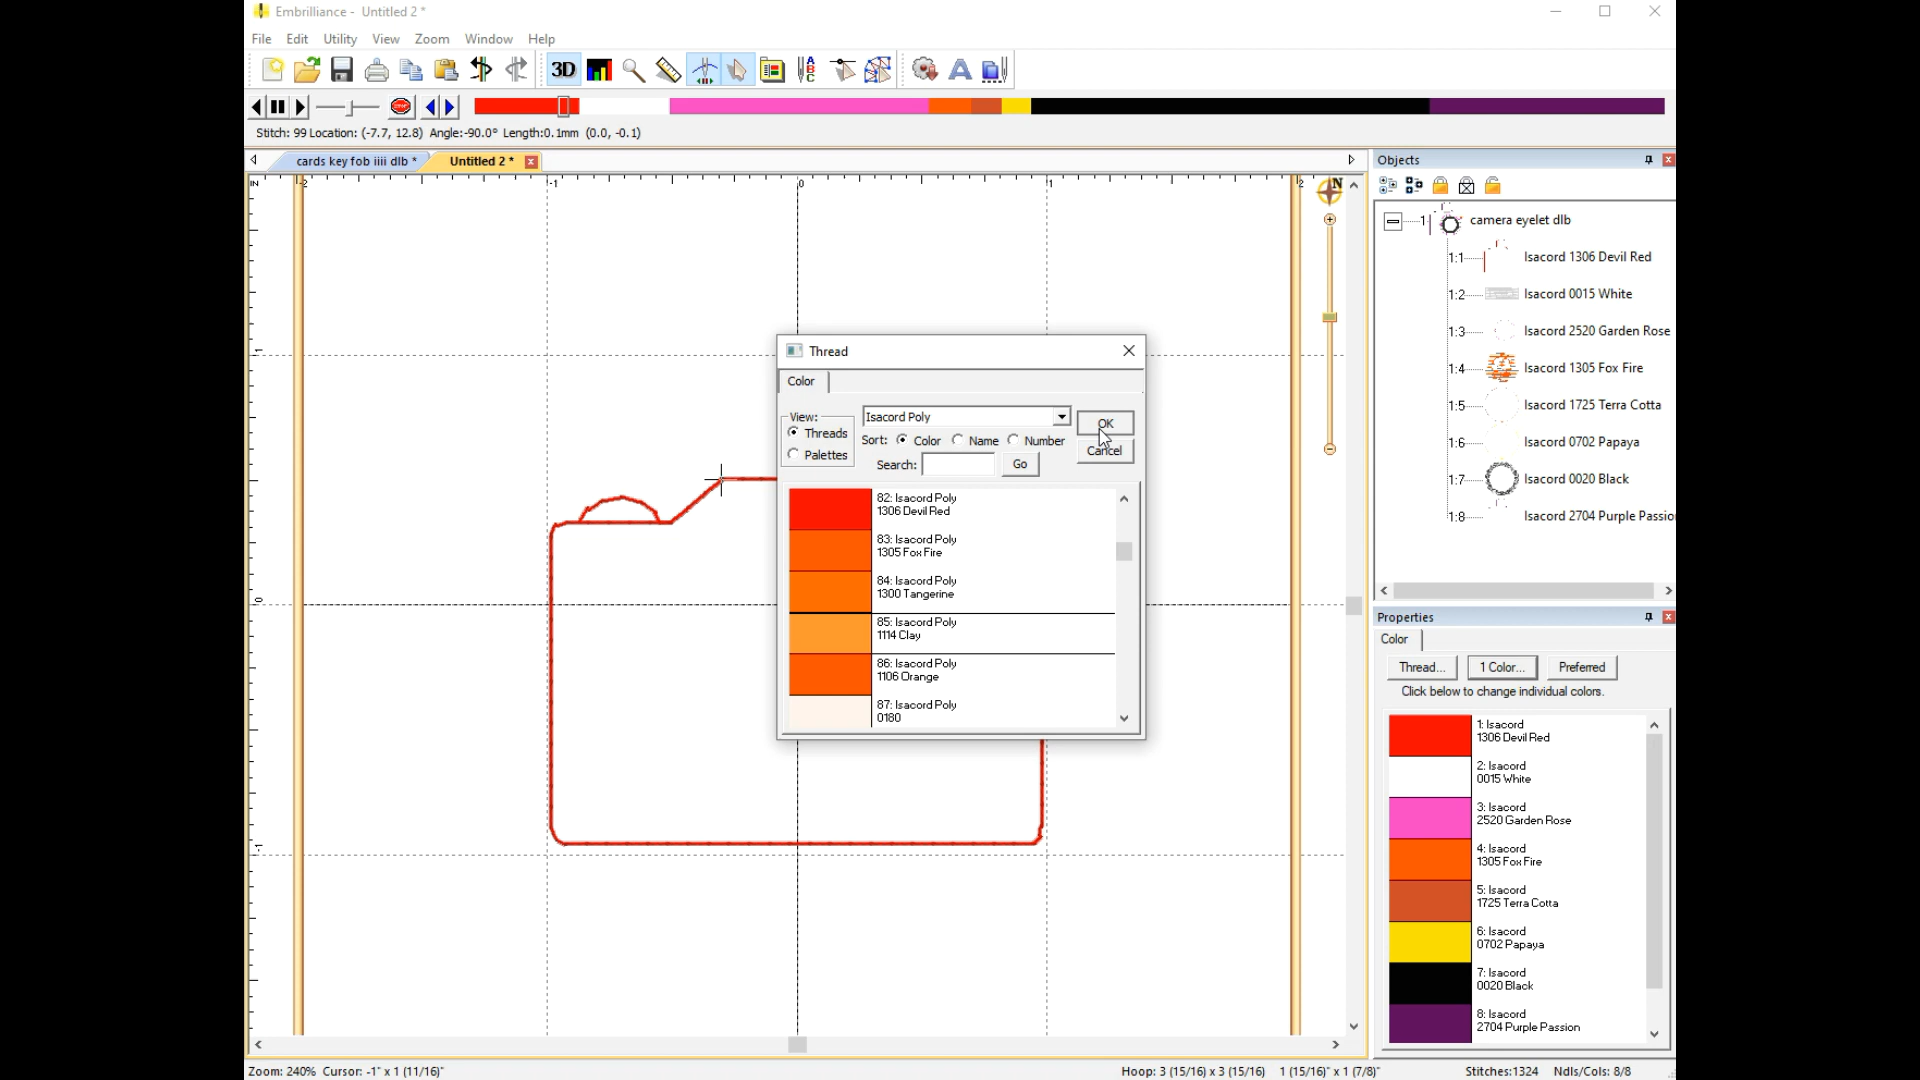 Embrilliance - Untitled 2 *
File Edit Utility View Zoom Window Help
3D
Stitch: 99 Location: (-7.7, 12.8) Angle:-90.0° Length:0.1mm (0.0, -0.1)
cards key fob iiii dlb *
Untitled 2 *
IN
-2 -1 0 1 2
N
1
0
-1
Thread
Color
View:
Threads
Palettes
Isacord Poly
Sort: Color Name Number
Search: Go
OK
Cancel
82: Isacord Poly
1306 Devil Red
83: Isacord Poly
1305 Fox Fire
84: Isacord Poly
1300 Tangerine
85: Isacord Poly
1114 Clay
86: Isacord Poly
1106 Orange
87: Isacord Poly
0180
Objects
1 camera eyelet dlb
1:1 Isacord 1306 Devil Red
1:2 Isacord 0015 White
1:3 Isacord 2520 Garden Rose
1:4 Isacord 1305 Fox Fire
1:5 Isacord 1725 Terra Cotta
1:6 Isacord 0702 Papaya
1:7 Isacord 0020 Black
1:8 Isacord 2704 Purple Passio
Properties
Color
Thread... 1 Color... Preferred
Click below to change individual colors.
1: Isacord
1306 Devil Red
2: Isacord
0015 White
3: Isacord
2520 Garden Rose
4: Isacord
1305 Fox Fire
5: Isacord
1725 Terra Cotta
6: Isacord
0702 Papaya
7: Isacord
0020 Black
8: Isacord
2704 Purple Passion
Zoom: 240% Cursor: -1" x 1 (11/16)"
Hoop: 3 (15/16) x 3 (15/16) 1 (15/16)" x 1 (7/8)"
Stitches:1324 Ndls/Cols: 8/8